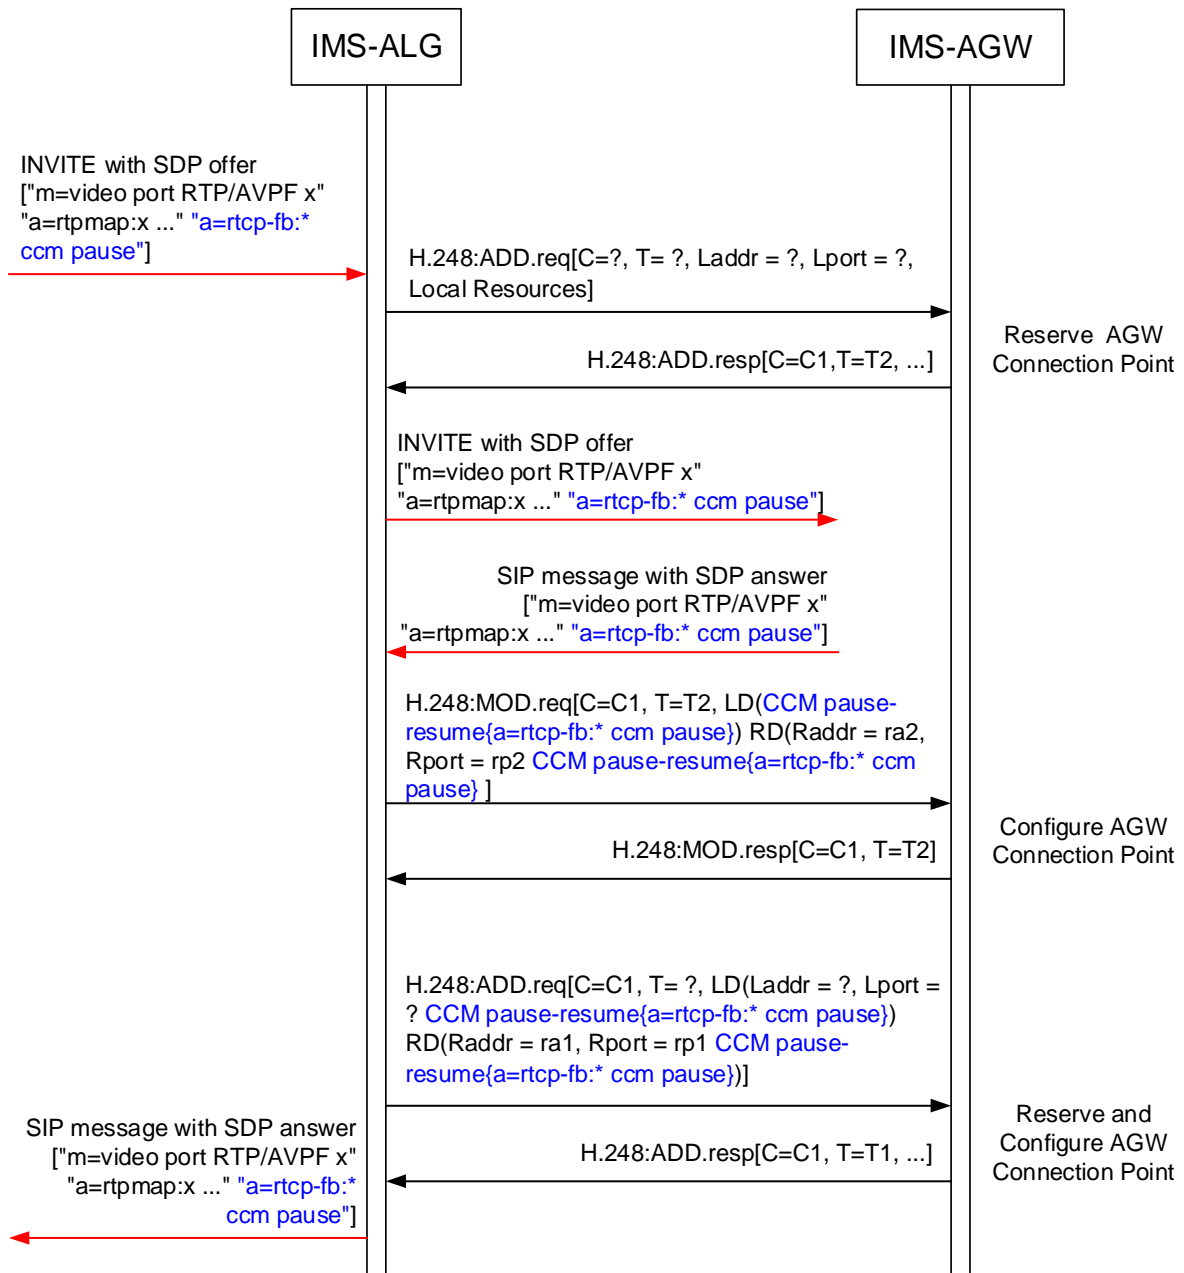 IMS-ALG
IMS-AGW
INVITE with SDP offer
["m=video port RTP/AVPF x"
"a=rtpmap:x ..." "a=rtcp-fb:*
ccm pause"]
H.248:ADD.req[C=?, T= ?, Laddr = ?, Lport = ?,
Local Resources]
Reserve  AGW
Connection Point
H.248:ADD.resp[C=C1,T=T2, ...]
INVITE with SDP offer
["m=video port RTP/AVPF x"
"a=rtpmap:x ..." "a=rtcp-fb:* ccm pause"]
SIP message with SDP answer
["m=video port RTP/AVPF x"
"a=rtpmap:x ..." "a=rtcp-fb:* ccm pause"]
H.248:MOD.req[C=C1, T=T2, LD(CCM pause-
resume{a=rtcp-fb:* ccm pause}) RD(Raddr = ra2,
Rport = rp2 CCM pause-resume{a=rtcp-fb:* ccm
pause} ]
Configure AGW
Connection Point
H.248:MOD.resp[C=C1, T=T2]
H.248:ADD.req[C=C1, T= ?, LD(Laddr = ?, Lport =
? CCM pause-resume{a=rtcp-fb:* ccm pause})
RD(Raddr = ra1, Rport = rp1 CCM pause-
resume{a=rtcp-fb:* ccm pause})]
Reserve and
Configure AGW
Connection Point
H.248:ADD.resp[C=C1, T=T1, ...]
SIP message with SDP answer
["m=video port RTP/AVPF x"
"a=rtpmap:x ..." "a=rtcp-fb:*
ccm pause"]